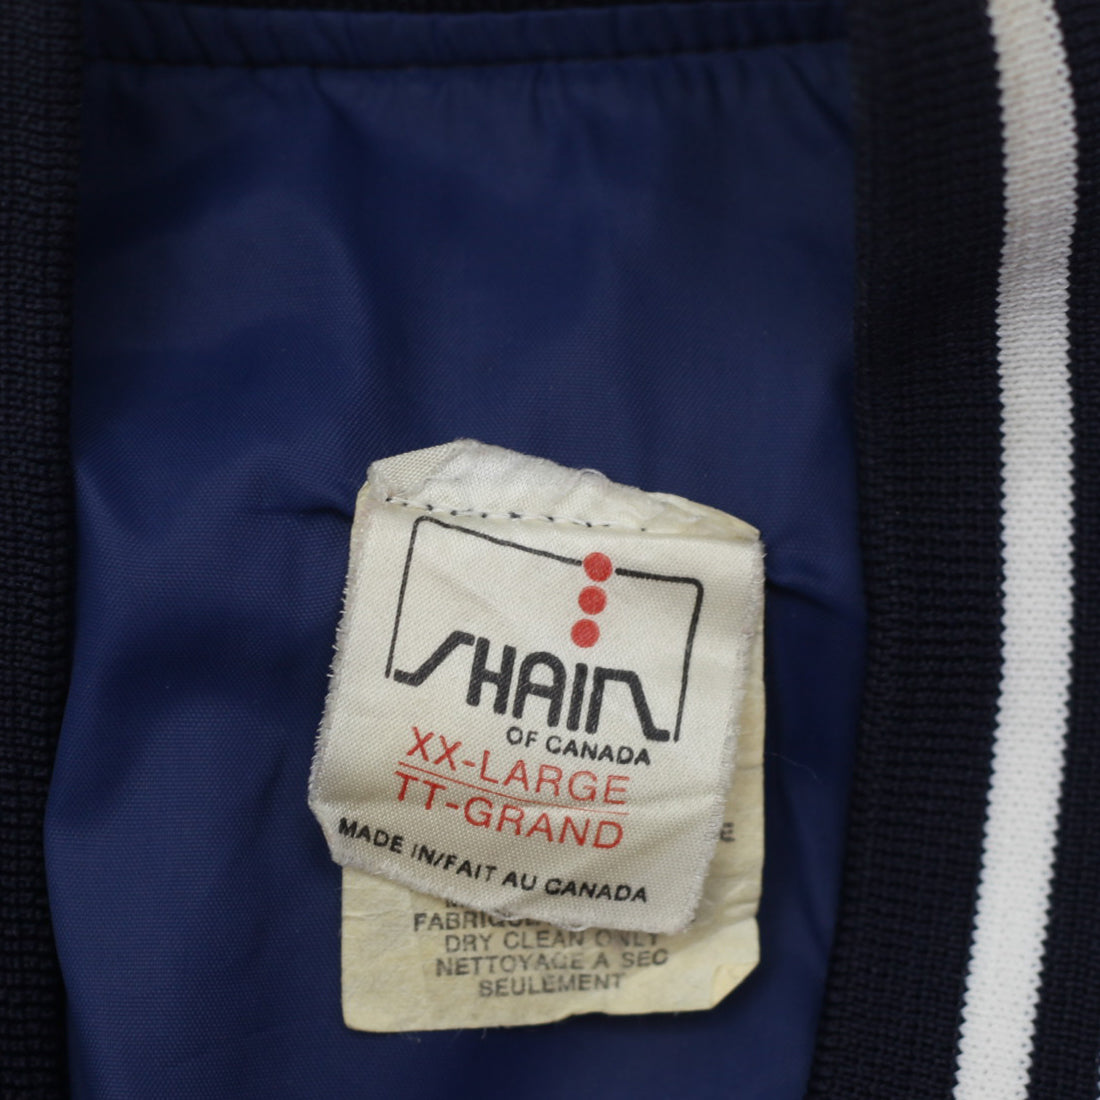 SHAIN
OF CANADA
XX-LARGE
TT-GRAND
MADE IN/FAIT AU CANADA
DRY CLEAN ONLY
NETTOYAGE A SEC
SEULEMENT